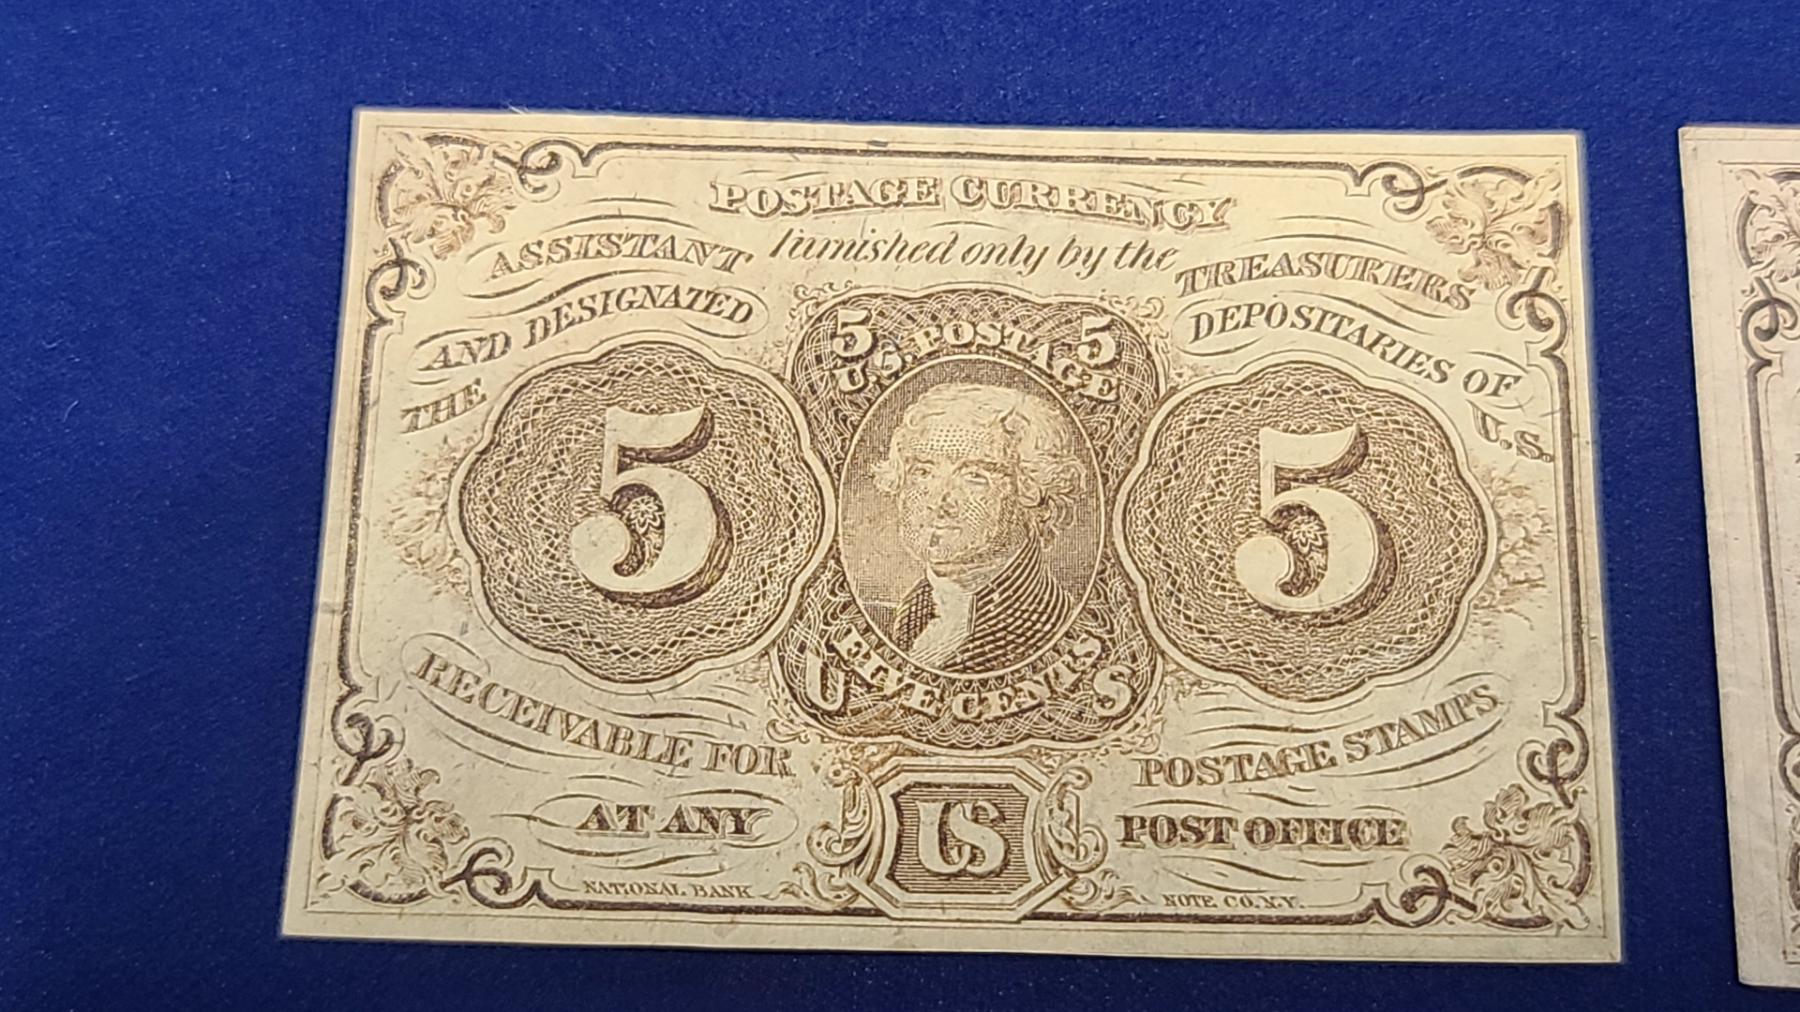 POSTAGE CURRENCY
furnished only by the
ASSISTANT TREASURERS
AND DESIGNATED DEPOSITARIES OF
THE U.S.
5 5
U.S. POSTAGE
5 5
FIVE CENTS
U S
RECEIVABLE FOR POSTAGE STAMPS
AT ANY US POST OFFICE
NATIONAL BANK NOTE CO. N.Y.